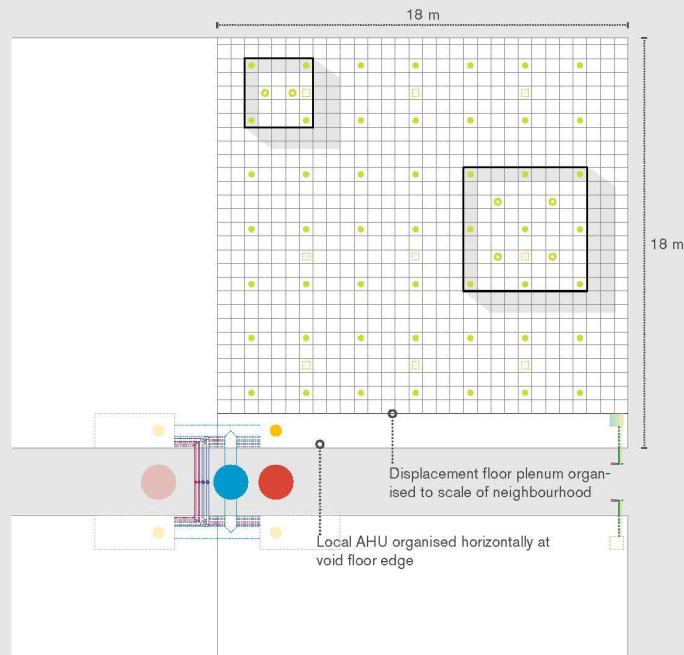 18 m
18 m
Displacement floor plenum organ-
ised to scale of neighbourhood
Local AHU organised horizontally at
void floor edge